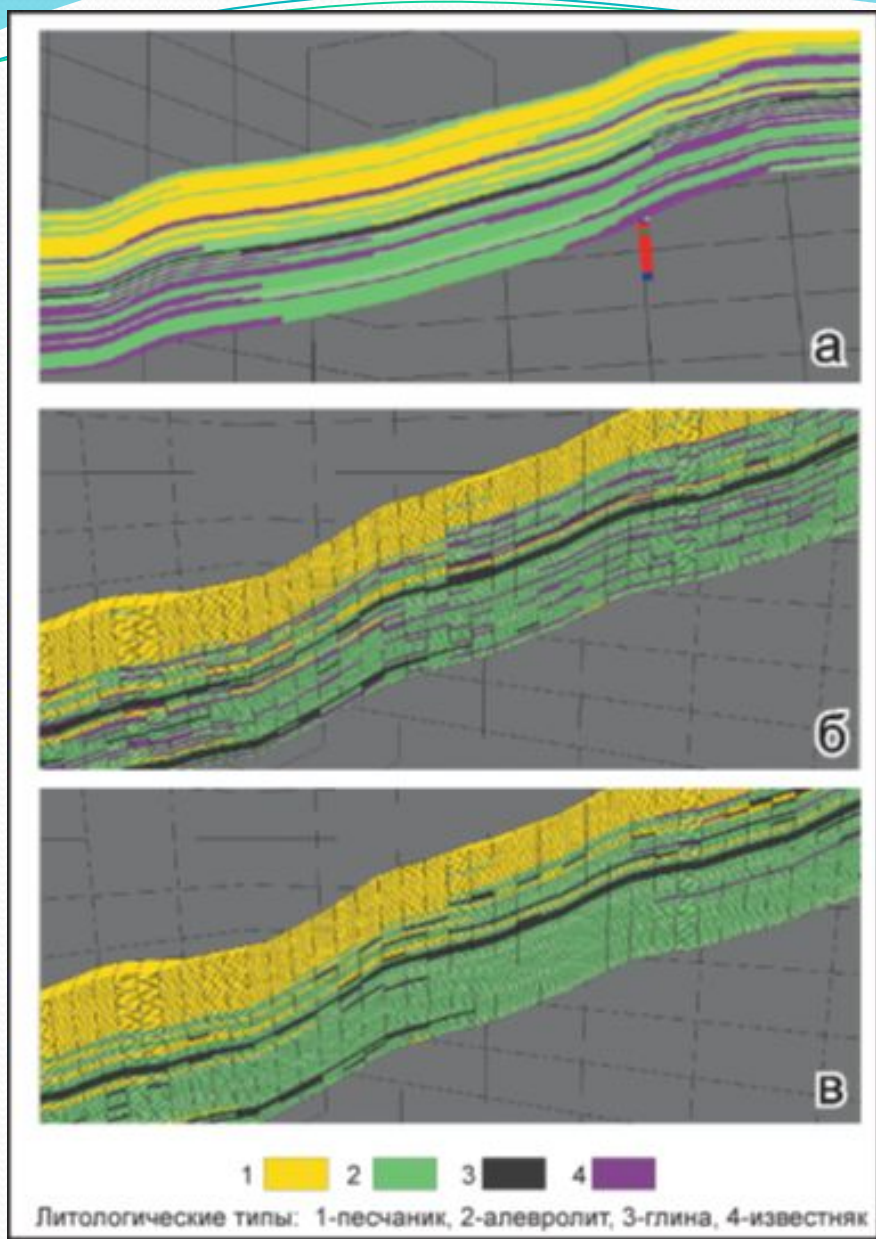 а
б
в
1 2 3 4
Литологические типы: 1-песчаник, 2-алевролит, 3-глина, 4-известняк